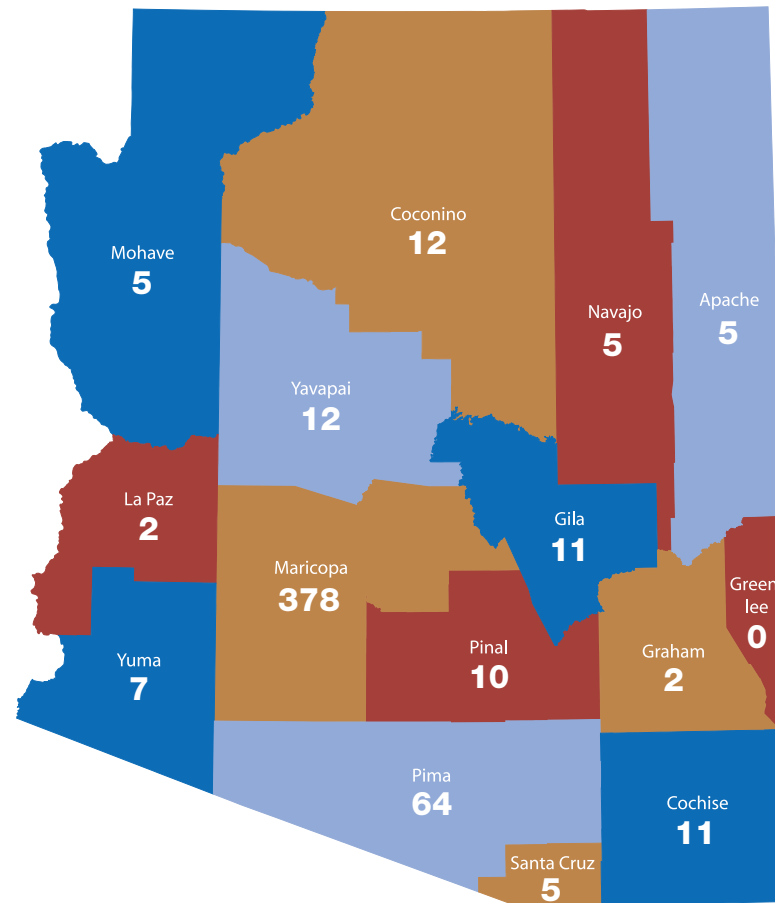 Coconino
12
Mohave
5
Navajo
5
Apache
5
Yavapai
12
La Paz
2
Gila
11
Maricopa
378
Green
lee
0
Yuma
7
Pinal
10
Graham
2
Pima
64
Cochise
11
Santa Cruz
5